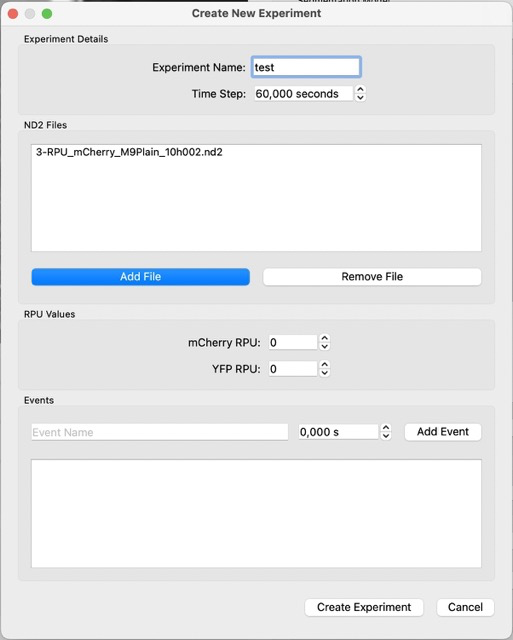 Create New Experiment
Experiment Details
Experiment Name: test
Time Step: 60,000 seconds
ND2 Files
3-RPU_mCherry_M9Plain_10h002.nd2
Add File Remove File
RPU Values
mCherry RPU: 0
YFP RPU: 0
Events
Event Name 0,000 s Add Event
Create Experiment Cancel